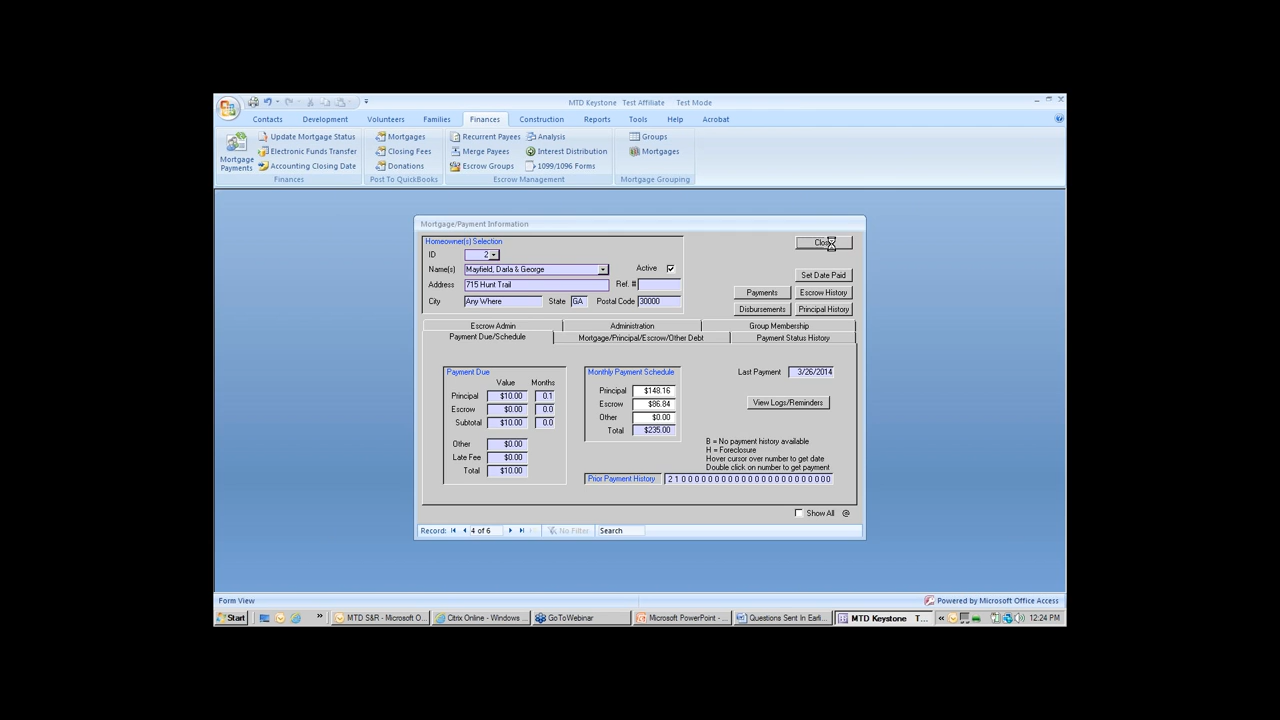 MTD Keystone Test Affiliate Test Mode
Contacts Development Volunteers Families Finances Construction Reports Tools Help Acrobat
Mortgage Payments
Update Mortgage Status
Electronic Funds Transfer
Accounting Closing Date
Finances
Mortgages
Closing Fees
Donations
Post To QuickBooks
Recurrent Payees
Merge Payees
Escrow Groups
Analysis
Interest Distribution
1099/1096 Forms
Escrow Management
Groups
Mortgages
Mortgage Grouping
Mortgage/Payment Information
Homeowner(s) Selection
ID 2
Name(s) Mayfield, Darla & George
Active
Address 715 Hunt Trail
Ref. #
City Any Where State GA Postal Code 30000
Set Date Paid
Payments Escrow History
Disbursements Principal History
Escrow Admin Administration Group Membership
Payment Due/Schedule Mortgage/Principal/Escrow/Other Debt Payment Status History
Payment Due
Value Months
Principal $10.00 0.1
Escrow $0.00 0.0
Subtotal $10.00 0.0
Other $0.00
Late Fee $0.00
Total $10.00
Monthly Payment Schedule
Principal $148.16
Escrow $86.84
Other $0.00
Total $235.00
Last Payment 3/26/2014
View Logs/Reminders
B = No payment history available
H = Foreclosure
Hover cursor over number to get date
Double click on number to get payment
Prior Payment History 2 1 0 0 0 0 0 0 0 0 0 0 0 0 0 0 0 0 0 0 0 0 0 0
Show All @
Record: 4 of 6 No Filter Search
Form View
Powered by Microsoft Office Access
Start
MTD S&R - Microsoft O...
Citrix Online - Windows ...
GoToWebinar
Microsoft PowerPoint - ...
Questions Sent In Earli...
MTD Keystone T...
12:24 PM